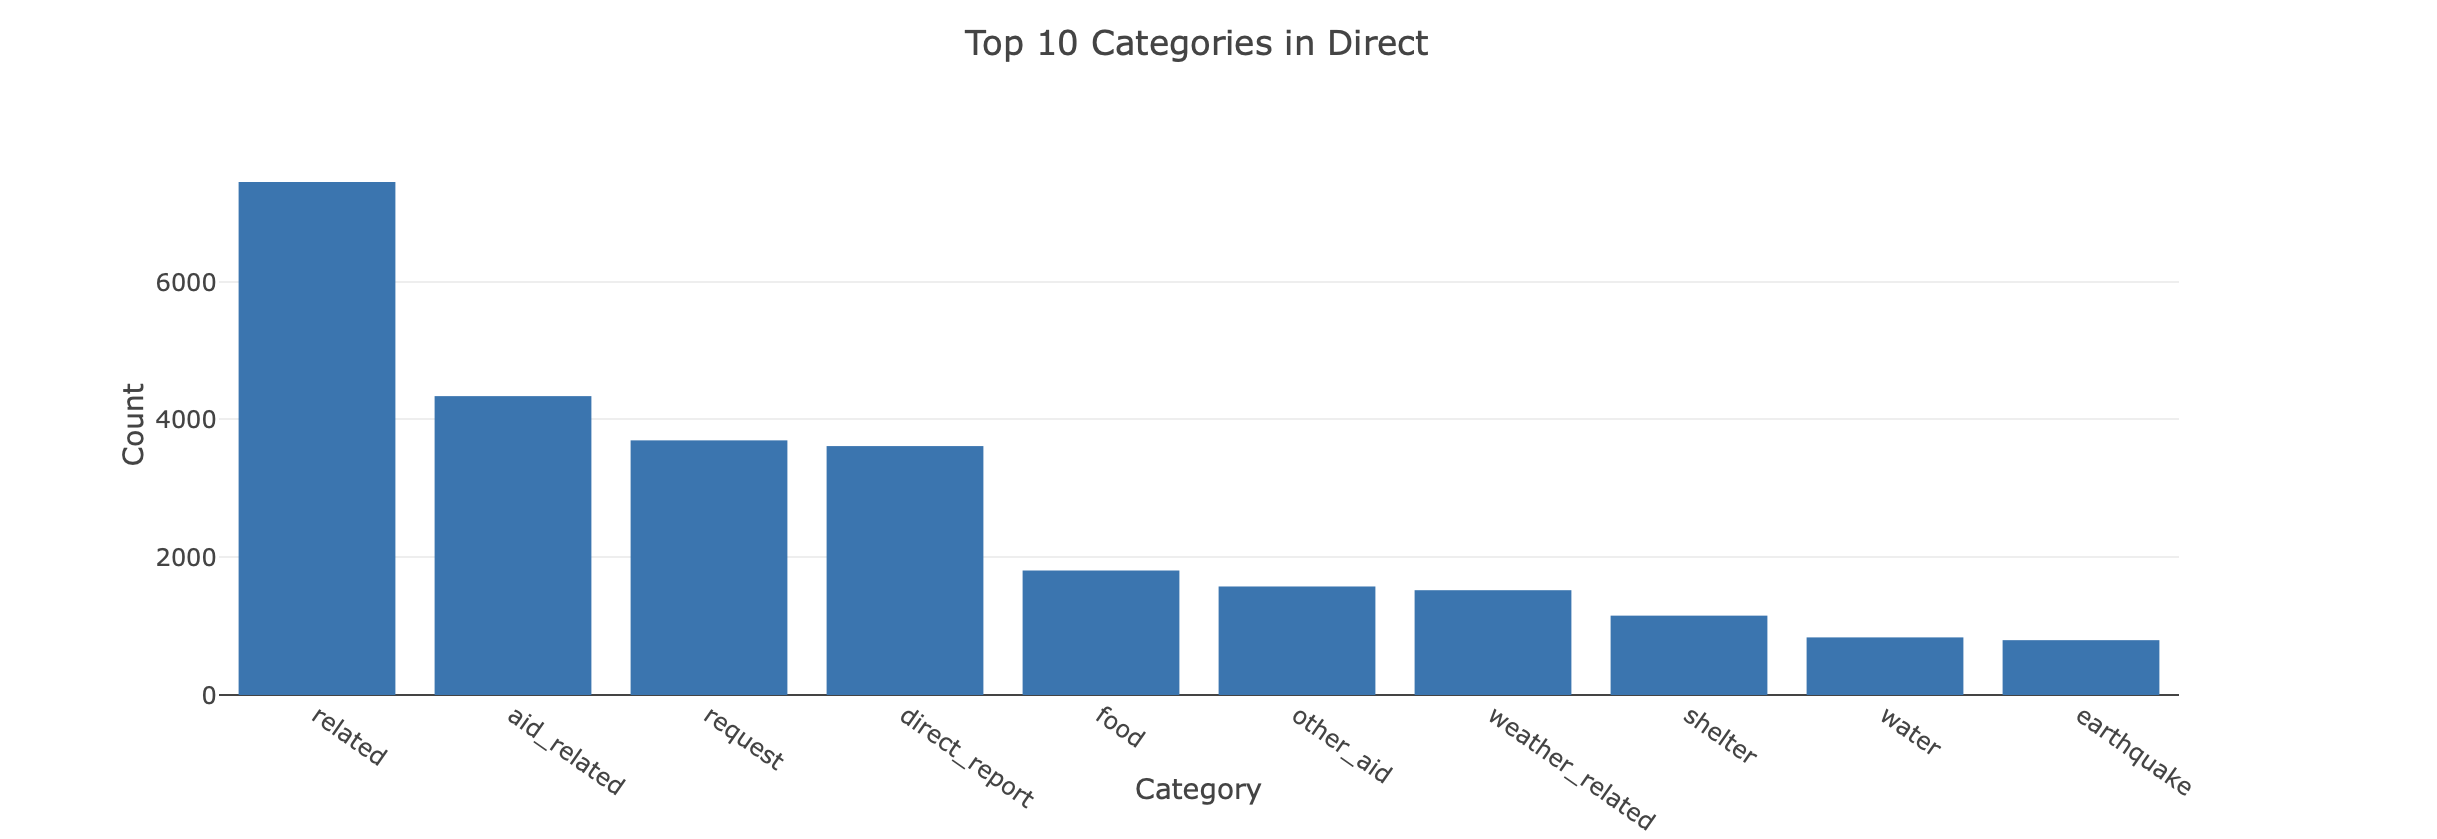 Top 10 Categories in Direct
Count
6000
4000
2000
0
related
aid_related
request
direct_report
food
other_aid
weather_related
shelter
water
earthquake
Category